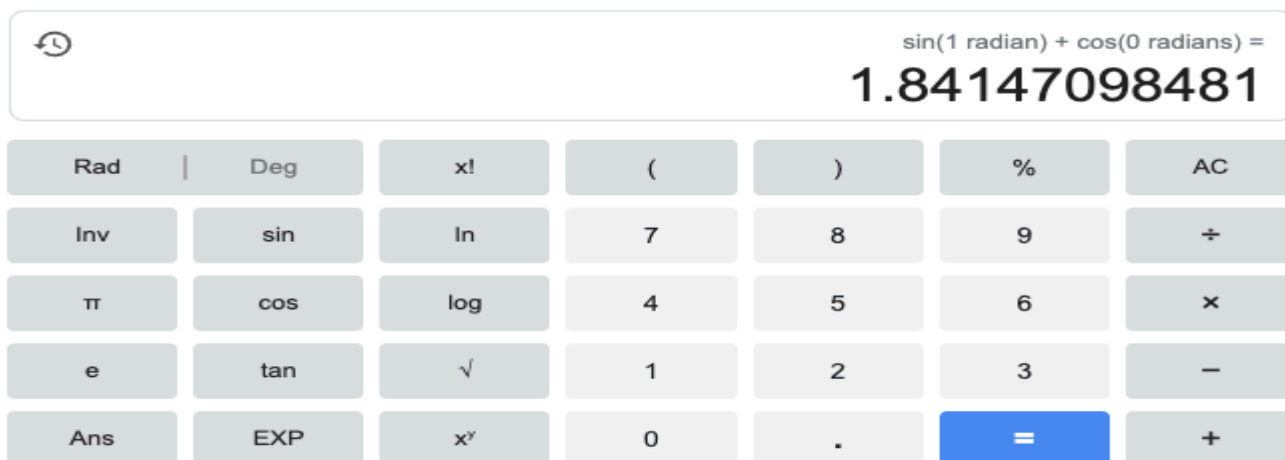 sin(1 radian) + cos(0 radians) =
1.84147098481
Rad | Deg x! ( ) % AC
Inv sin ln 7 8 9 ÷
π cos log 4 5 6 ×
e tan √ 1 2 3 −
Ans EXP xʸ 0 . = +